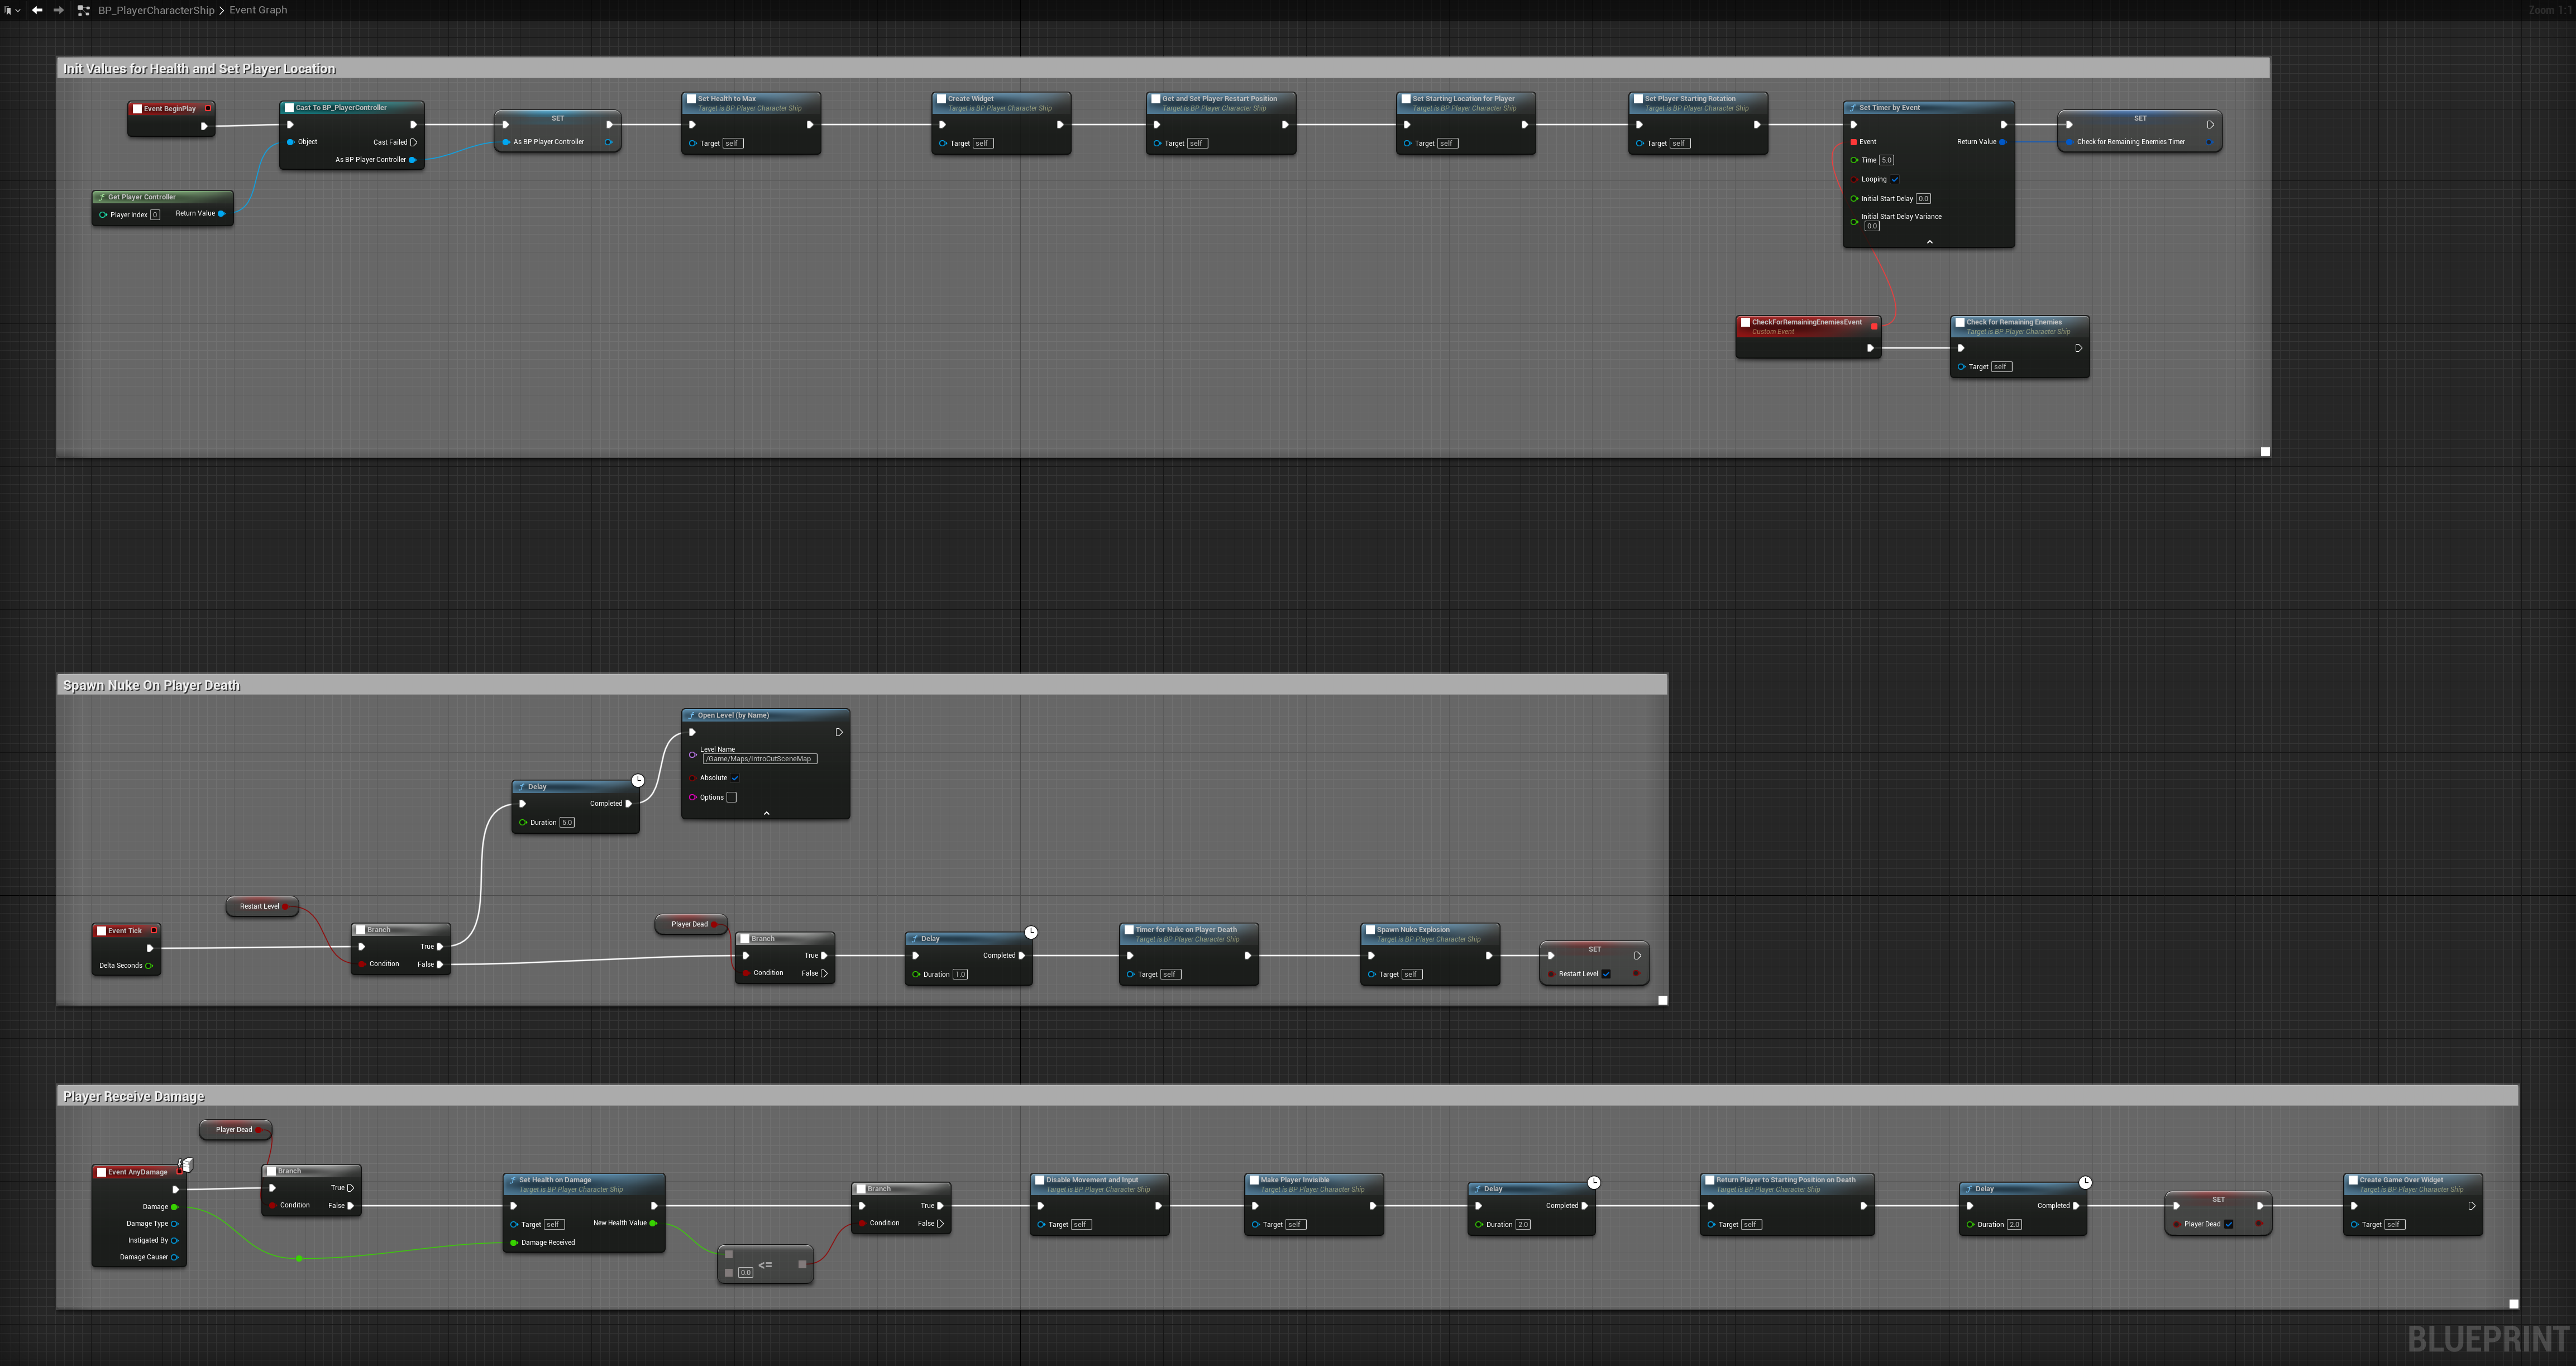 BP_PlayerCharacterShip > Event Graph
Zoom 1:1
Init Values for Health and Set Player Location
Event BeginPlay
Cast To BP_PlayerController
Object
Cast Failed
As BP Player Controller
Get Player Controller
Player Index 0
Return Value
SET
As BP Player Controller
Set Health to Max
Target is BP Player Character Ship
Target self
Create Widget
Target is BP Player Character Ship
Target self
Get and Set Player Restart Position
Target is BP Player Character Ship
Target self
Set Starting Location for Player
Target is BP Player Character Ship
Target self
Set Player Starting Rotation
Target is BP Player Character Ship
Target self
Set Timer by Event
Event
Return Value
Time 5.0
Looping
Initial Start Delay 0.0
Initial Start Delay Variance
0.0
SET
Check for Remaining Enemies Timer
CheckForRemainingEnemiesEvent
Custom Event
Check for Remaining Enemies
Target is BP Player Character Ship
Target self
Spawn Nuke On Player Death
Open Level (by Name)
Level Name
/Game/Maps/IntroCutSceneMap
Absolute
Options
Delay
Completed
Duration 5.0
Restart Level
Event Tick
Delta Seconds
Branch
True
Condition
False
Player Dead
Branch
True
Condition
False
Delay
Completed
Duration 1.0
Timer for Nuke on Player Death
Target is BP Player Character Ship
Target self
Spawn Nuke Explosion
Target is BP Player Character Ship
Target self
SET
Restart Level
Player Receive Damage
Player Dead
Event AnyDamage
Damage
Damage Type
Instigated By
Damage Causer
Branch
True
Condition
False
Set Health on Damage
Target is BP Player Character Ship
Target self
New Health Value
Damage Received
<=
0.0
Branch
True
Condition
False
Disable Movement and Input
Target is BP Player Character Ship
Target self
Make Player Invisible
Target is BP Player Character Ship
Target self
Delay
Completed
Duration 2.0
Return Player to Starting Position on Death
Target is BP Player Character Ship
Target self
Delay
Completed
Duration 2.0
SET
Player Dead
Create Game Over Widget
Target is BP Player Character Ship
Target self
BLUEPRINT